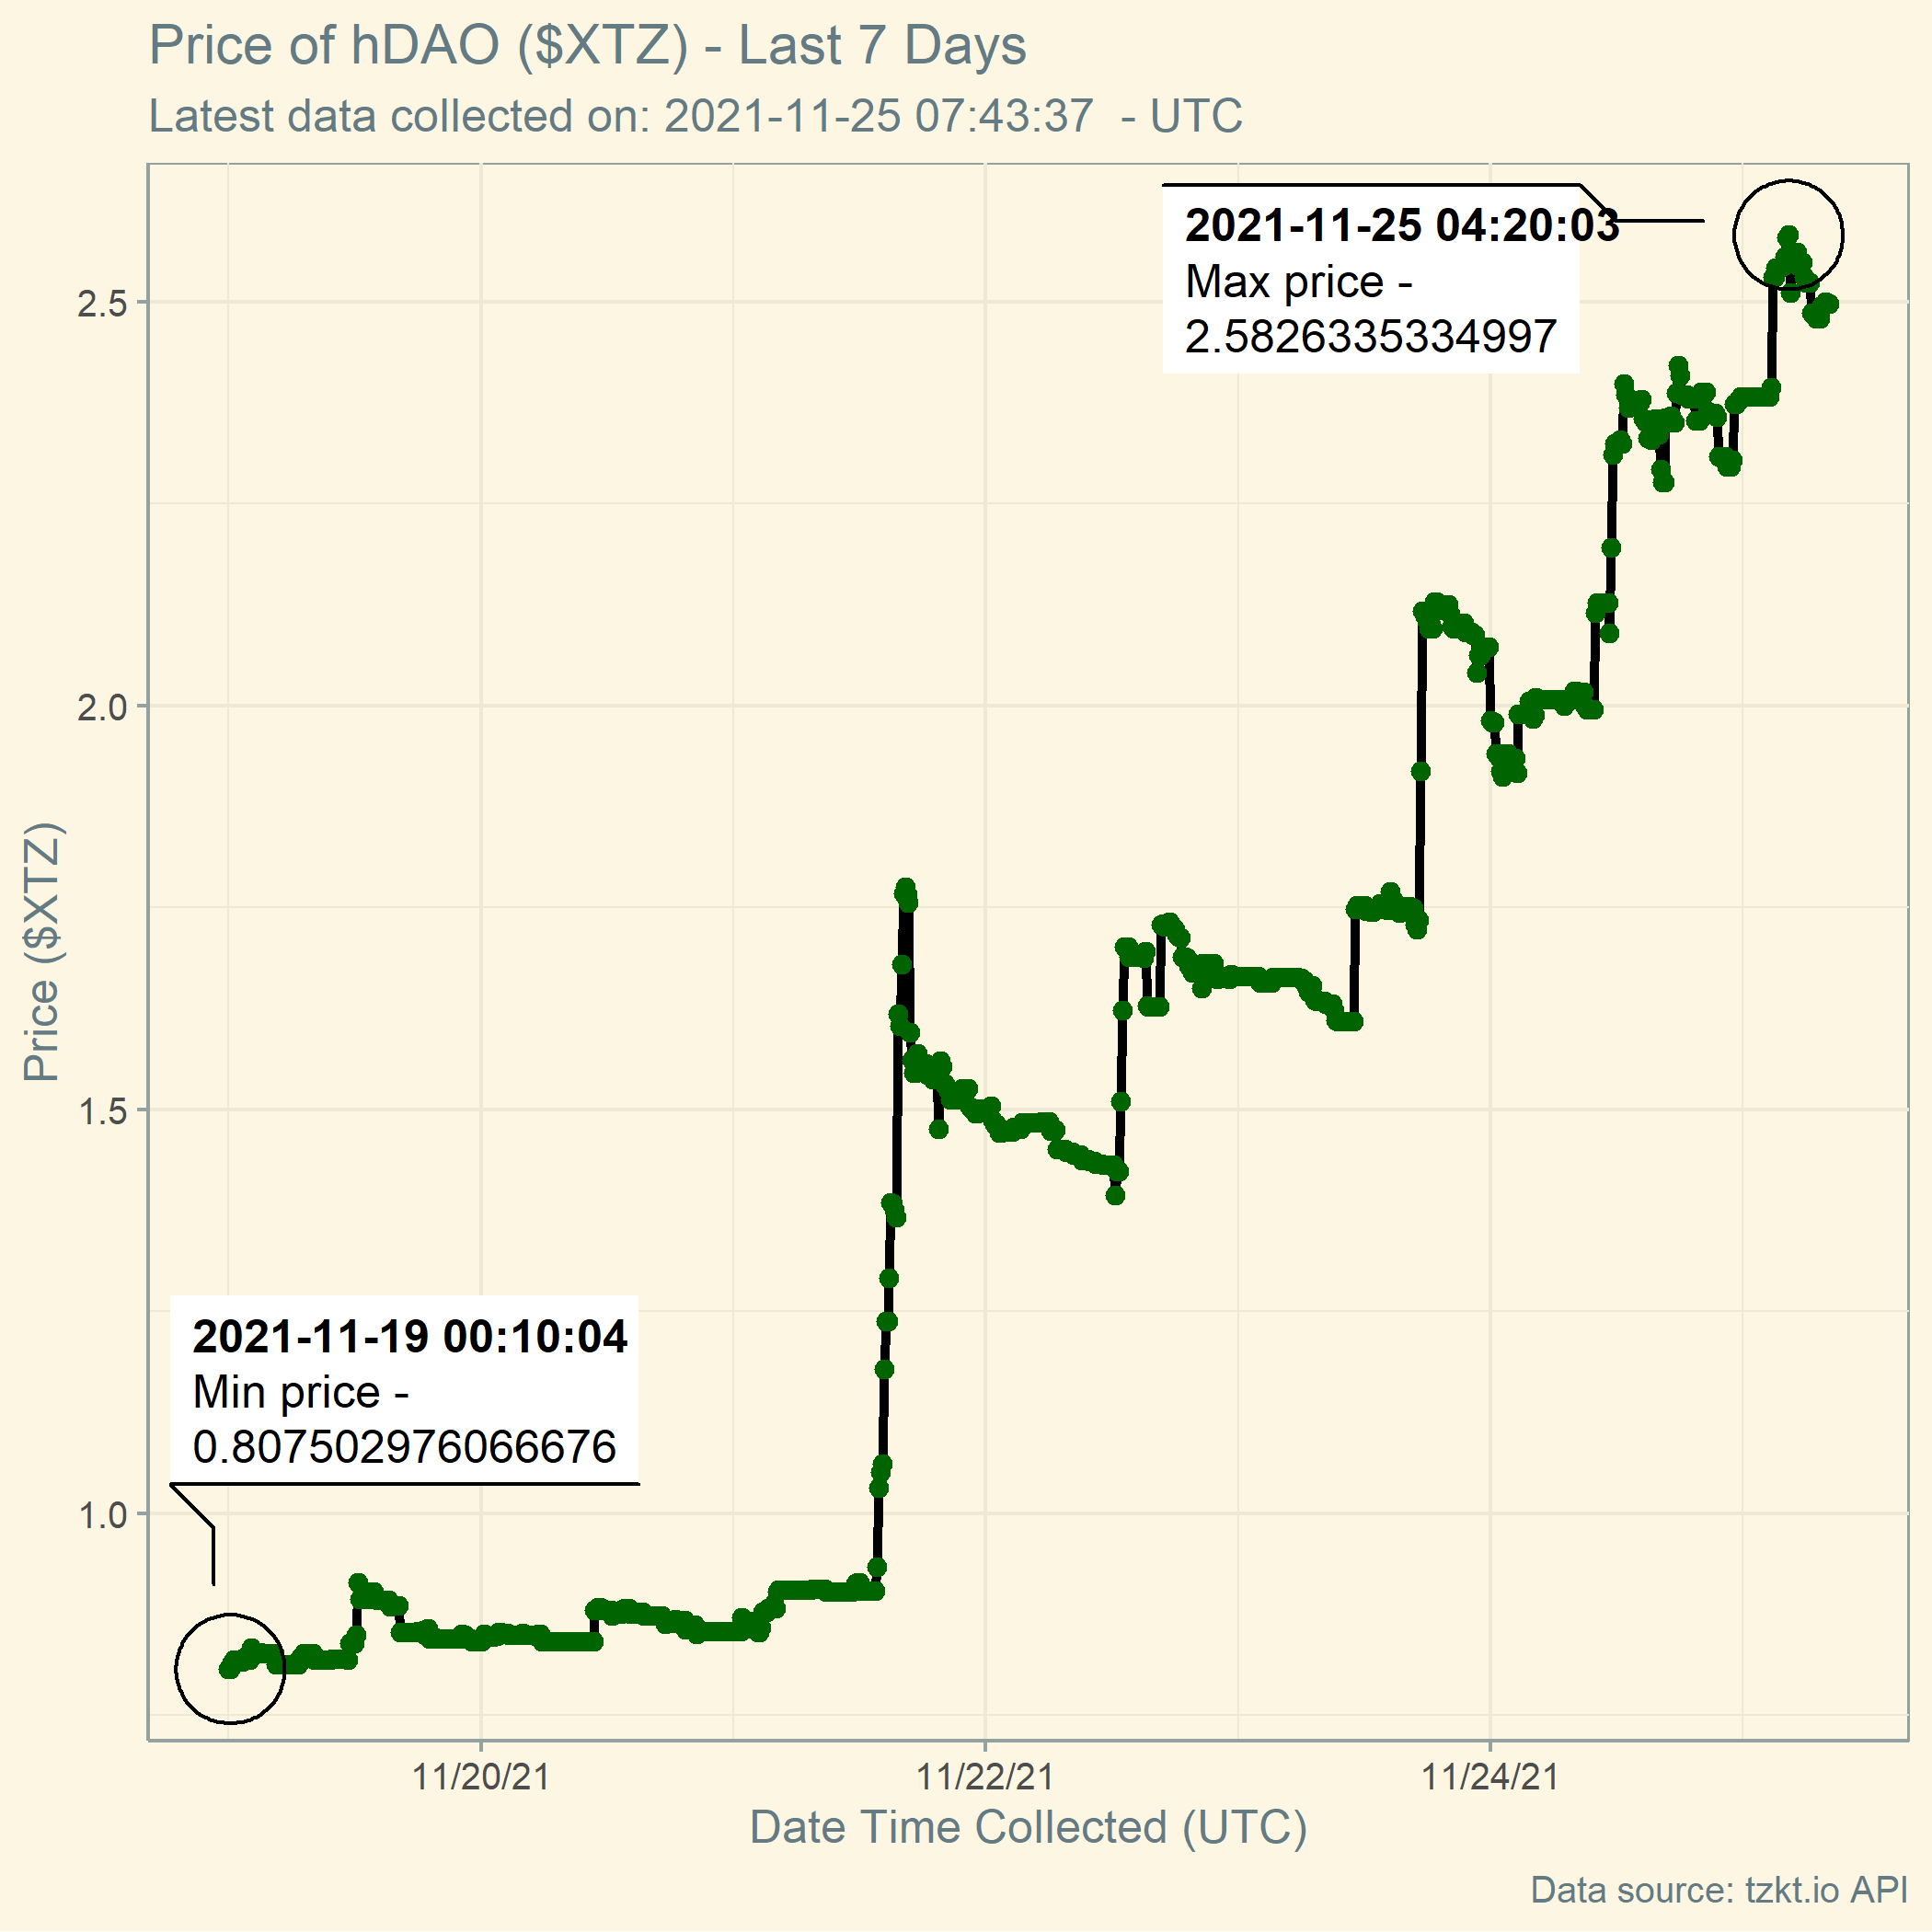 Price of hDAO ($XTZ) - Last 7 Days
Latest data collected on: 2021-11-25 07:43:37  - UTC
2021-11-25 04:20:03
Max price -
2.5826335334997
2021-11-19 00:10:04
Min price -
0.807502976066676
Price ($XTZ)
2.5
2.0
1.5
1.0
11/20/21
11/22/21
11/24/21
Date Time Collected (UTC)
Data source: tzkt.io API